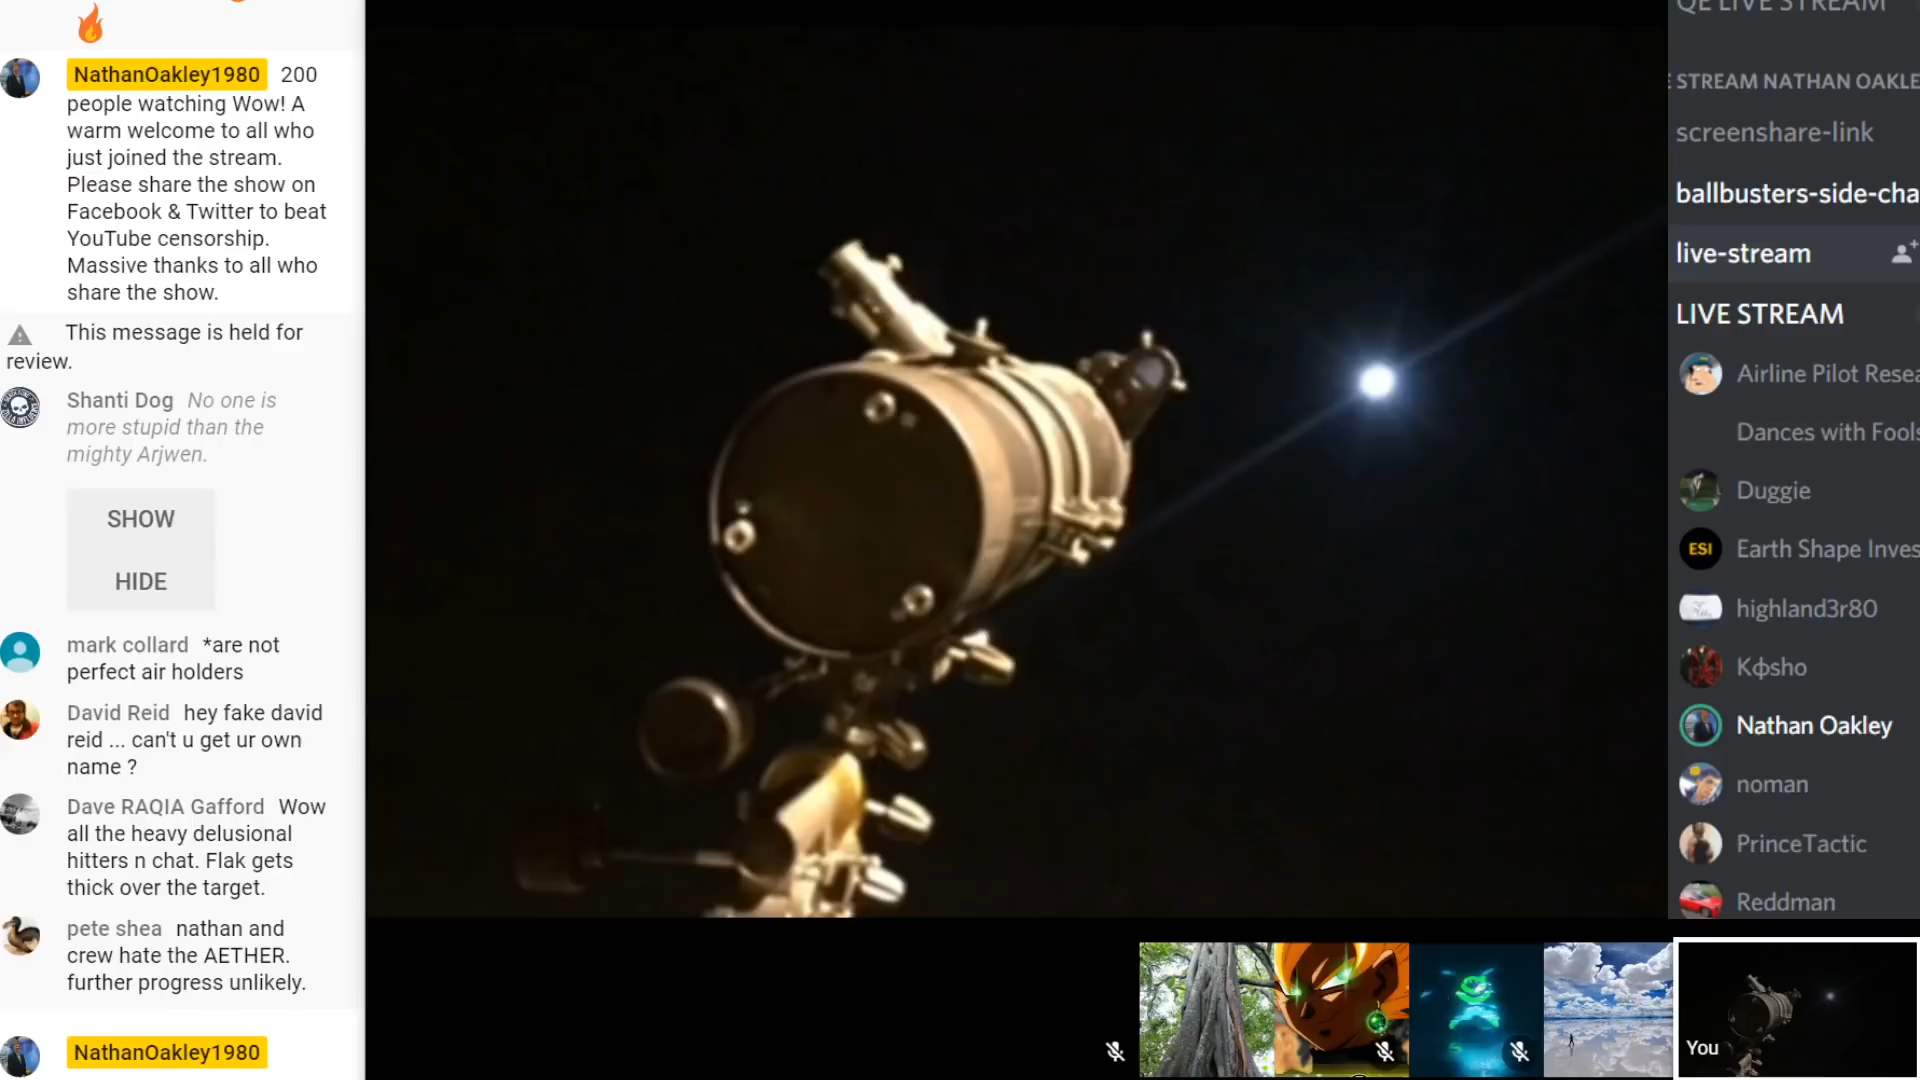 NathanOakley1980 200
people watching Wow! A
warm welcome to all who
just joined the stream.
Please share the show on
Facebook & Twitter to beat
YouTube censorship.
Massive thanks to all who
share the show.
This message is held for
review.
Shanti Dog No one is
more stupid than the
mighty Arjwen.
SHOW
HIDE
mark collard *are not
perfect air holders
David Reid hey fake david
reid ... can't u get ur own
name ?
Dave RAQIA Gafford Wow
all the heavy delusional
hitters n chat. Flak gets
thick over the target.
pete shea nathan and
crew hate the AETHER.
further progress unlikely.
NathanOakley1980
QE LIVE STREAM
E STREAM NATHAN OAKLE
screenshare-link
ballbusters-side-cha
live-stream
LIVE STREAM
Airline Pilot Resea
Dances with Fools
Duggie
ESI
Earth Shape Inves
highland3r80
Kфsho
Nathan Oakley
noman
PrinceTactic
Reddman
You